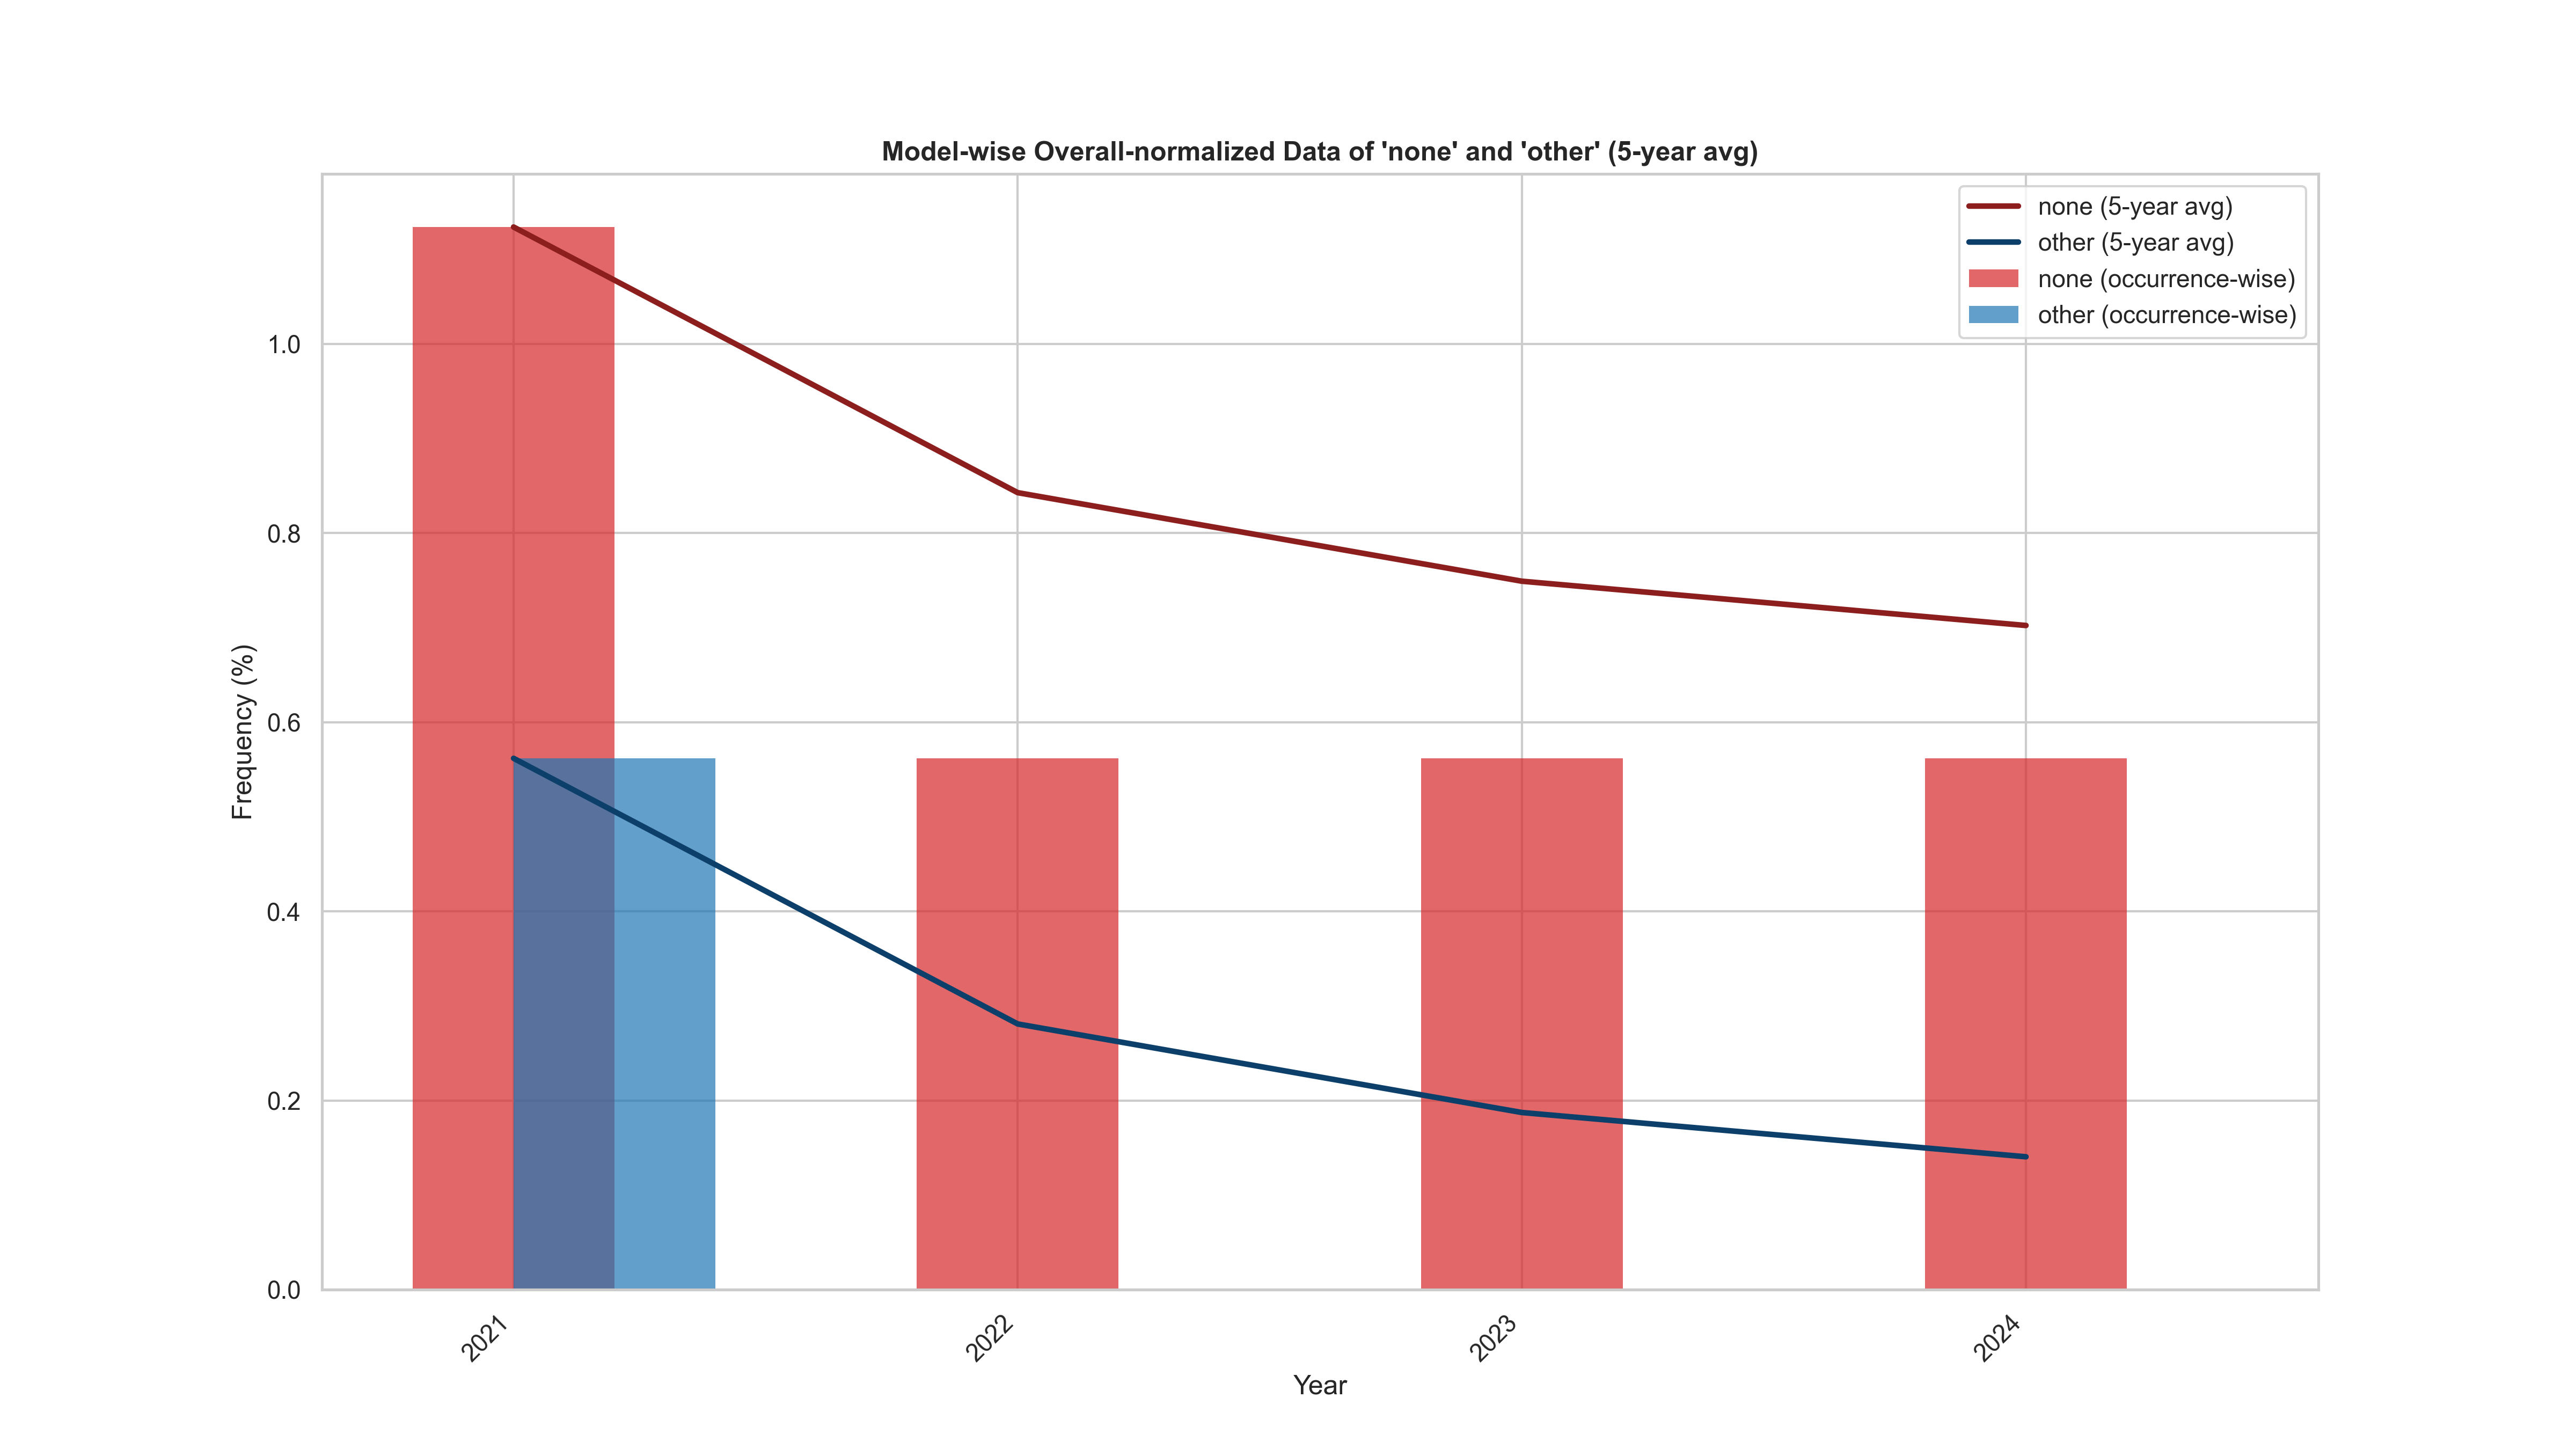 Model-wise Overall-normalized Data of 'none' and 'other' (5-year avg)
none (5-year avg)
other (5-year avg)
none (occurrence-wise)
other (occurrence-wise)
Frequency (%)
1.0
0.8
0.6
0.4
0.2
0.0
2021
2022
2023
2024
Year